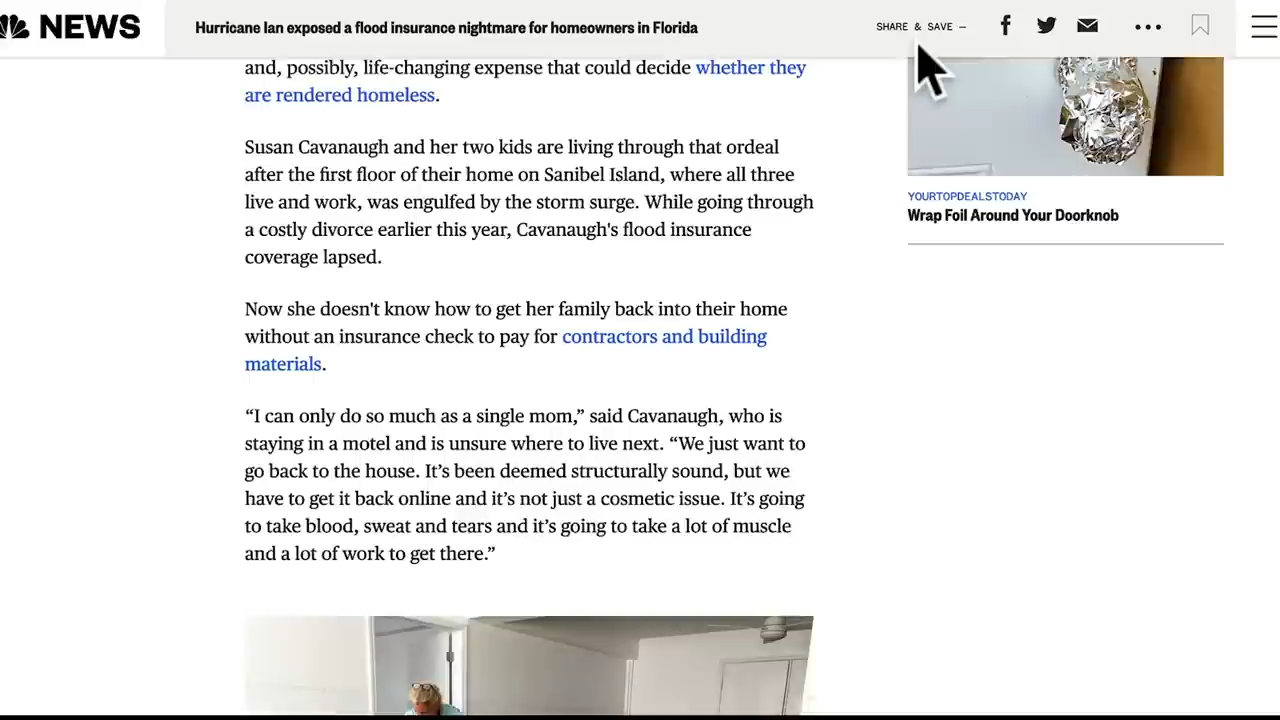 NEWS
Hurricane Ian exposed a flood insurance nightmare for homeowners in Florida
SHARE & SAVE —
and, possibly, life-changing expense that could decide whether they
are rendered homeless.
Susan Cavanaugh and her two kids are living through that ordeal
after the first floor of their home on Sanibel Island, where all three
live and work, was engulfed by the storm surge. While going through
a costly divorce earlier this year, Cavanaugh's flood insurance
coverage lapsed.
Now she doesn't know how to get her family back into their home
without an insurance check to pay for contractors and building
materials.
“I can only do so much as a single mom,” said Cavanaugh, who is
staying in a motel and is unsure where to live next. “We just want to
go back to the house. It’s been deemed structurally sound, but we
have to get it back online and it’s not just a cosmetic issue. It’s going
to take blood, sweat and tears and it’s going to take a lot of muscle
and a lot of work to get there.”
YOURTOPDEALSTODAY
Wrap Foil Around Your Doorknob